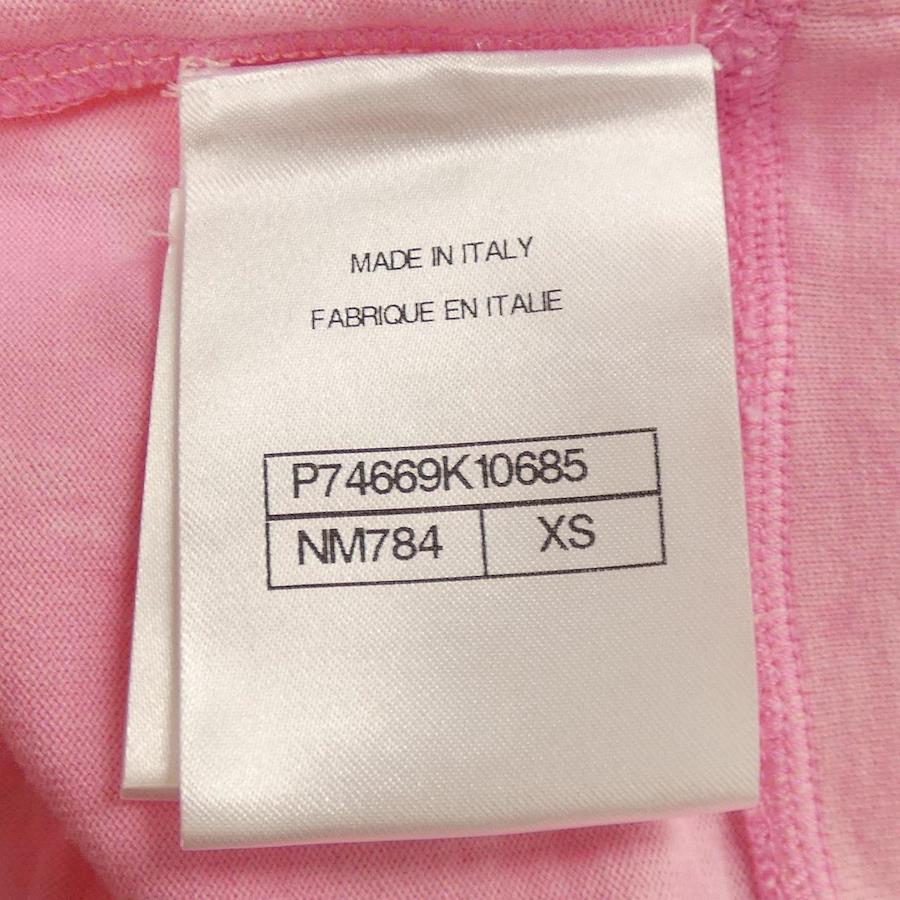 MADE IN ITALY
FABRIQUE EN ITALIE
P74669K10685
NM784 XS